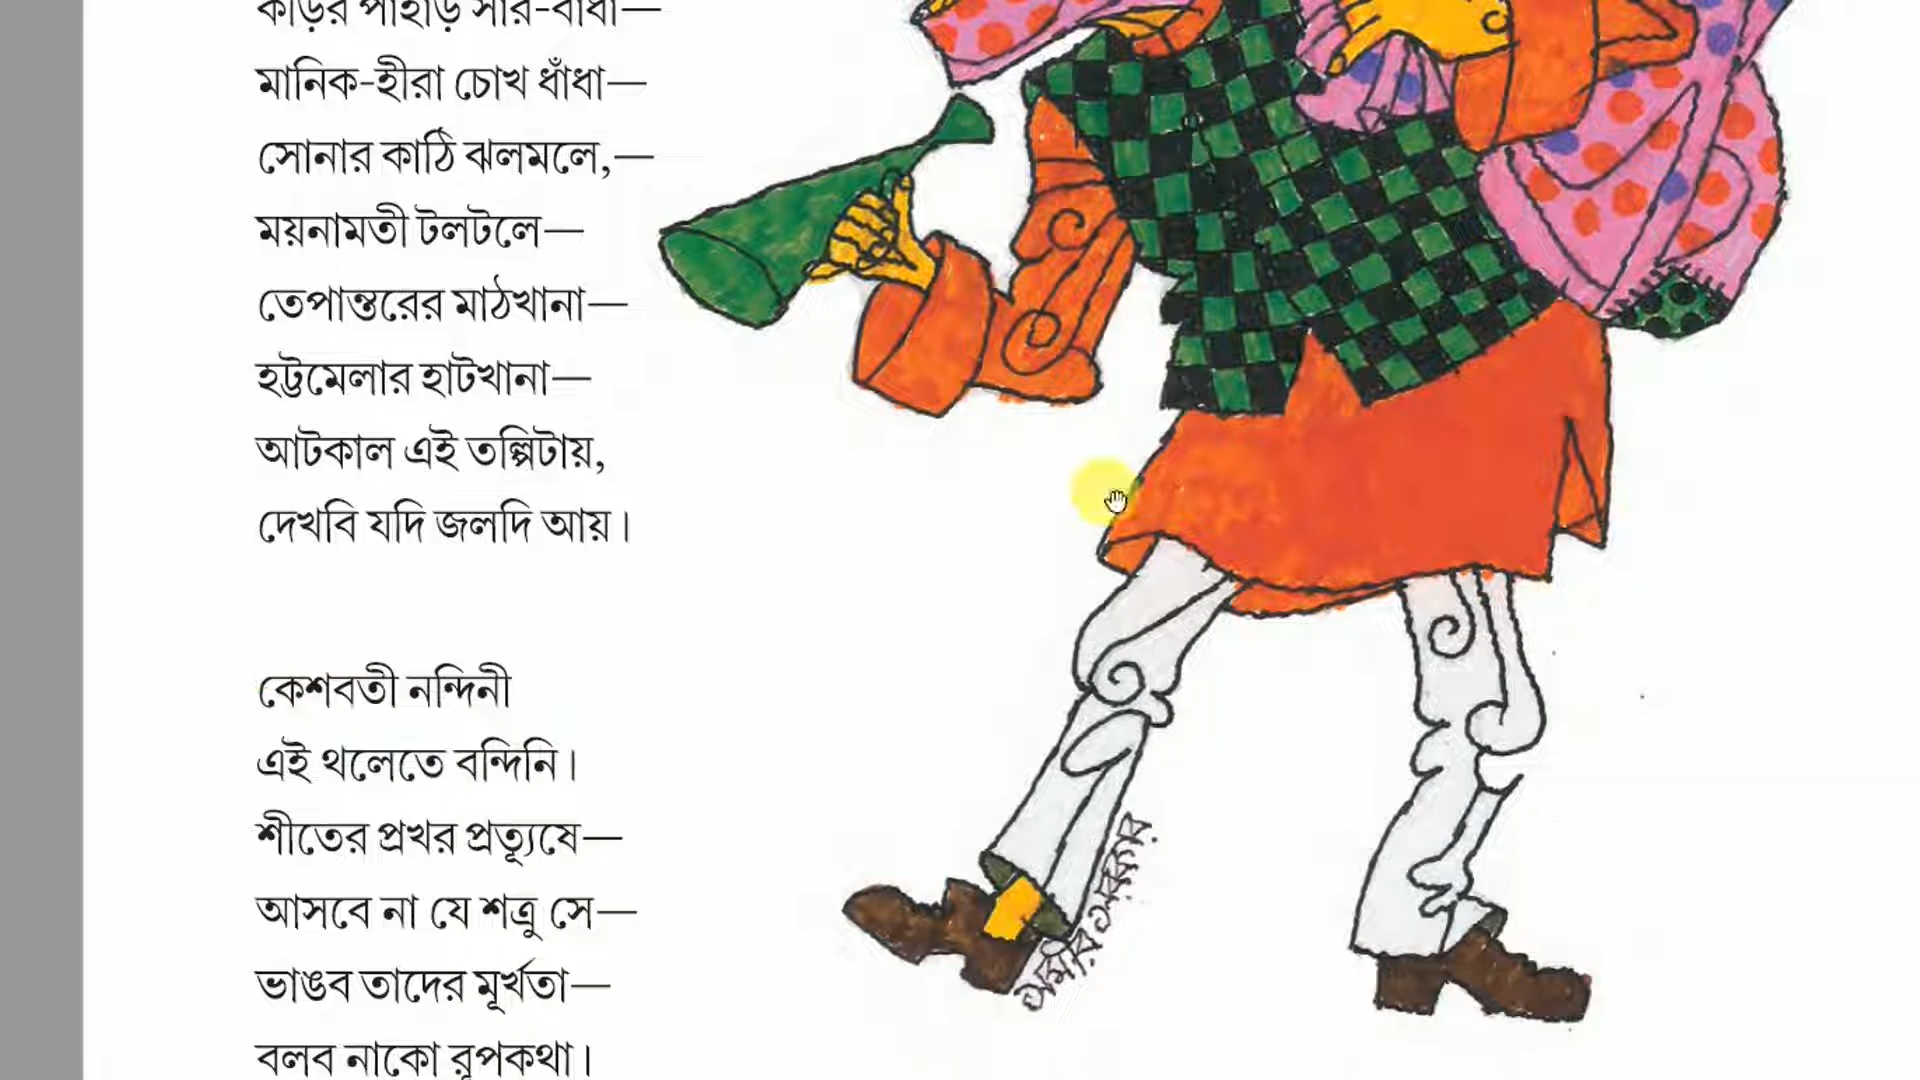 কড়ির পাহাড় সার-বাঁধা—
মানিক-হীরা চোখ ধাঁধা—
সোনার কাঠি ঝলমলে,—
ময়নামতী টলটলে—
তেপান্তরের মাঠখানা—
হট্টমেলার হাটখানা—
আটকাল এই তল্পিটায়,
দেখবি যদি জলদি আয়।
কেশবতী নন্দিনী
এই থলেতে বন্দিনি।
শীতের প্রখর প্রত্যূষে—
আসবে না যে শত্রু সে—
ভাঙব তাদের মূর্খতা—
বলব নাকো রূপকথা।